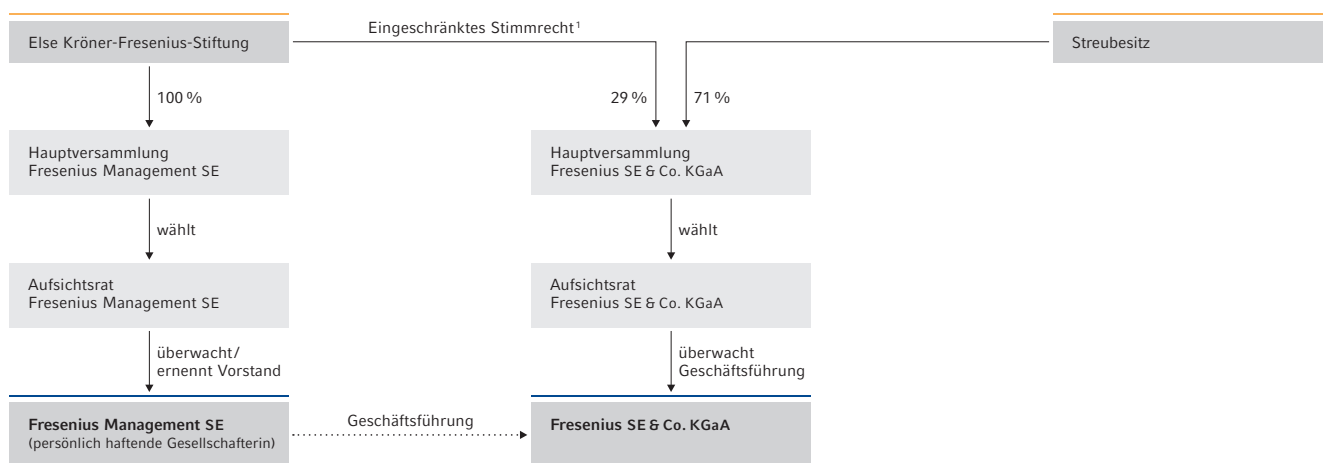 Else Kröner-Fresenius-Stiftung
Eingeschränktes Stimmrecht¹
Streubesitz
100 %
29 %
71 %
Hauptversammlung
Fresenius Management SE
Hauptversammlung
Fresenius SE & Co. KGaA
wählt
wählt
Aufsichtsrat
Fresenius Management SE
Aufsichtsrat
Fresenius SE & Co. KGaA
überwacht/
ernennt Vorstand
überwacht
Geschäftsführung
Fresenius Management SE
(persönlich haftende Gesellschafterin)
Geschäftsführung
Fresenius SE & Co. KGaA